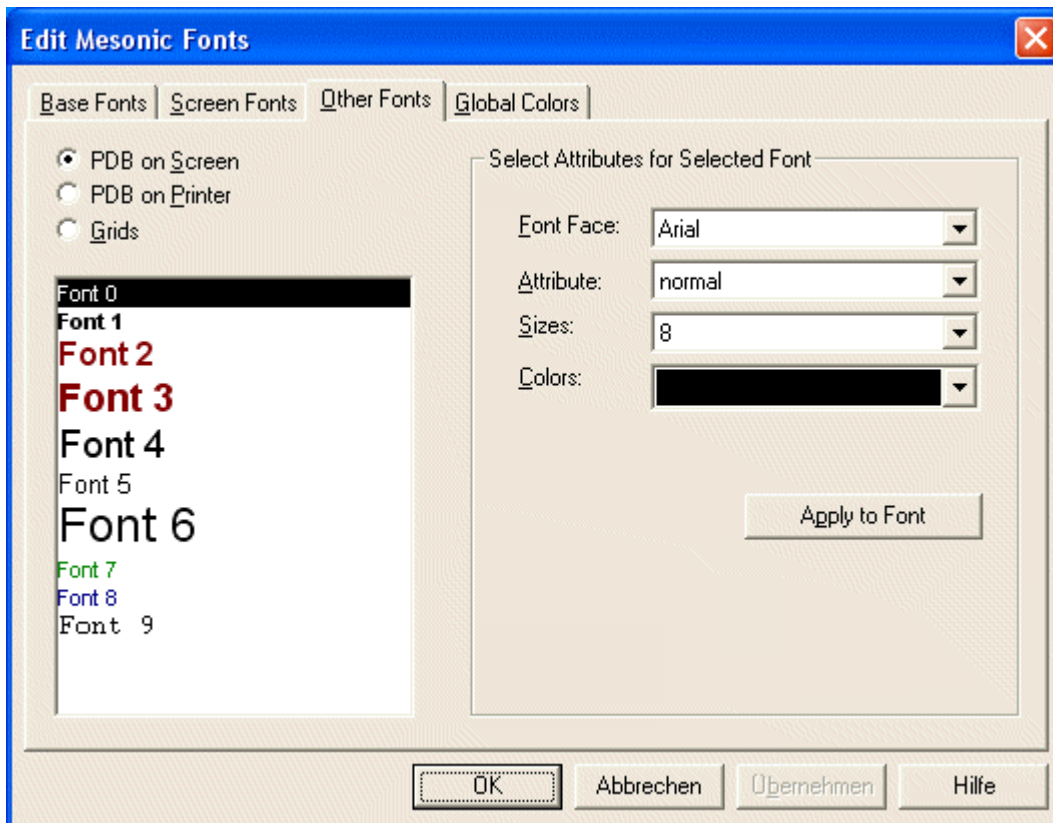 Edit Mesonic Fonts
Base Fonts Screen Fonts Other Fonts Global Colors
PDB on Screen
PDB on Printer
Grids
Font 0
Font 1
Font 2
Font 3
Font 4
Font 5
Font 6
Font 7
Font 8
Font 9
Select Attributes for Selected Font
Font Face: Arial
Attribute: normal
Sizes: 8
Colors:
Apply to Font
OK Abbrechen Übernehmen Hilfe